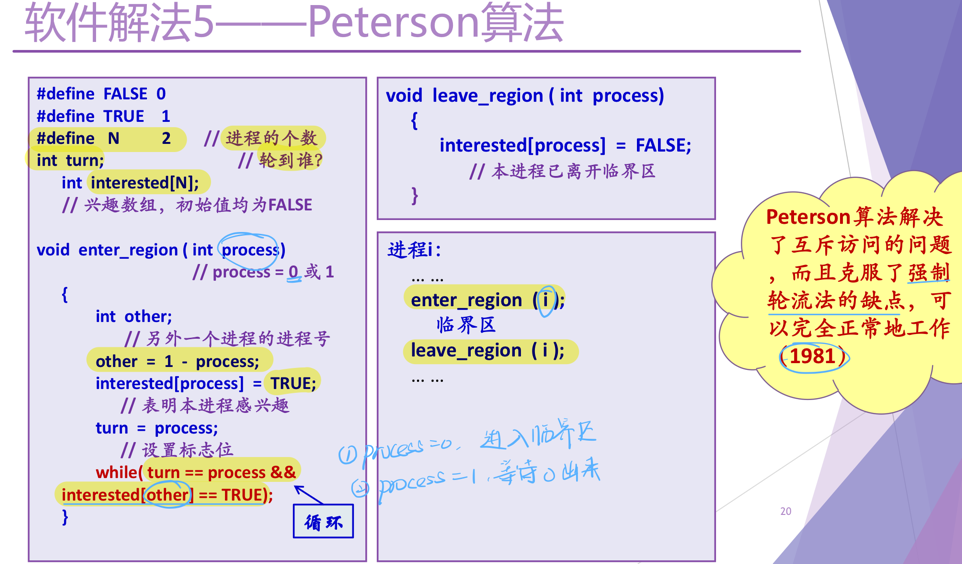 软件解法5——Peterson算法
#define FALSE 0
#define TRUE 1
#define N 2 // 进程的个数
int turn; // 轮到谁?
int interested[N];
// 兴趣数组，初始值均为FALSE
void enter_region ( int process)
// process = 0 或 1
{
int other;
// 另外一个进程的进程号
other = 1 - process;
interested[process] = TRUE;
// 表明本进程感兴趣
turn = process;
// 设置标志位
while( turn == process &&
interested[other] == TRUE);
}
循环
void leave_region ( int process)
{
interested[process] = FALSE;
// 本进程已离开临界区
}
进程i：
... ...
enter_region ( i );
临界区
leave_region ( i );
... ...
① process=0, 进入临界区
② process=1, 等待0出来
Peterson算法解决
了互斥访问的问题
，而且克服了强制
轮流法的缺点，可
以完全正常地工作
（1981）
20